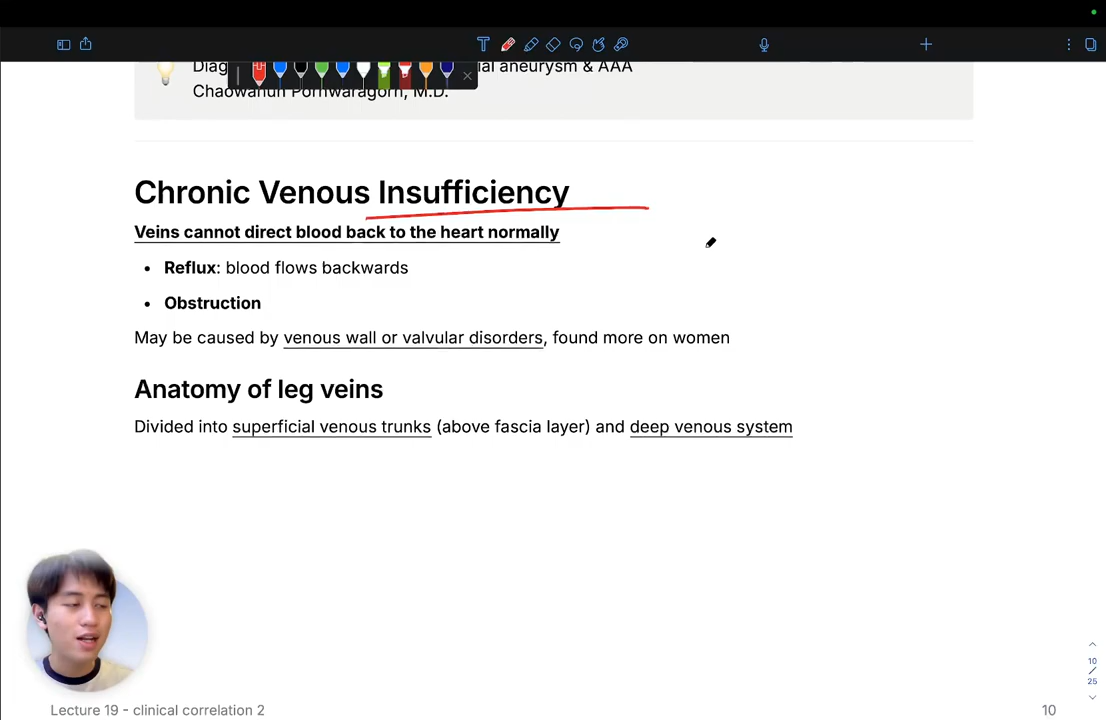 Diag ial aneurysm & AAA
Chaowanun Pornwaragorn, M.D.
Chronic Venous Insufficiency
Veins cannot direct blood back to the heart normally
• Reflux: blood flows backwards
• Obstruction
May be caused by venous wall or valvular disorders, found more on women
Anatomy of leg veins
Divided into superficial venous trunks (above fascia layer) and deep venous system
10
25
Lecture 19 - clinical correlation 2
10